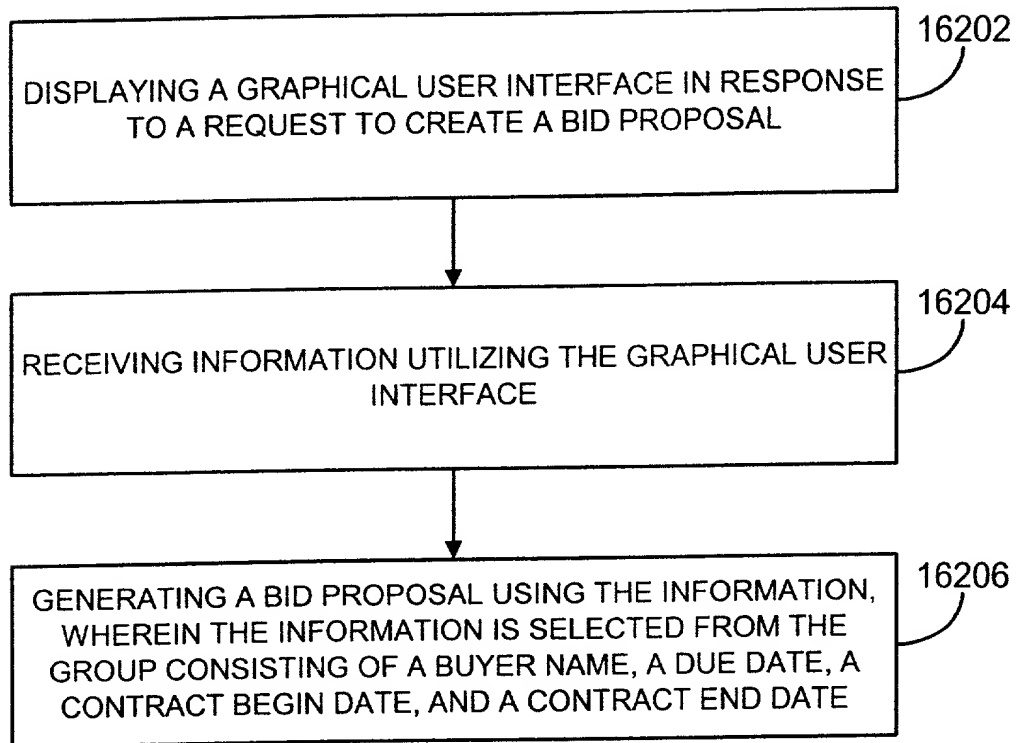 16202
DISPLAYING A GRAPHICAL USER INTERFACE IN RESPONSE
TO A REQUEST TO CREATE A BID PROPOSAL
16204
RECEIVING INFORMATION UTILIZING THE GRAPHICAL USER
INTERFACE
16206
GENERATING A BID PROPOSAL USING THE INFORMATION,
WHEREIN THE INFORMATION IS SELECTED FROM THE
GROUP CONSISTING OF A BUYER NAME, A DUE DATE, A
CONTRACT BEGIN DATE, AND A CONTRACT END DATE